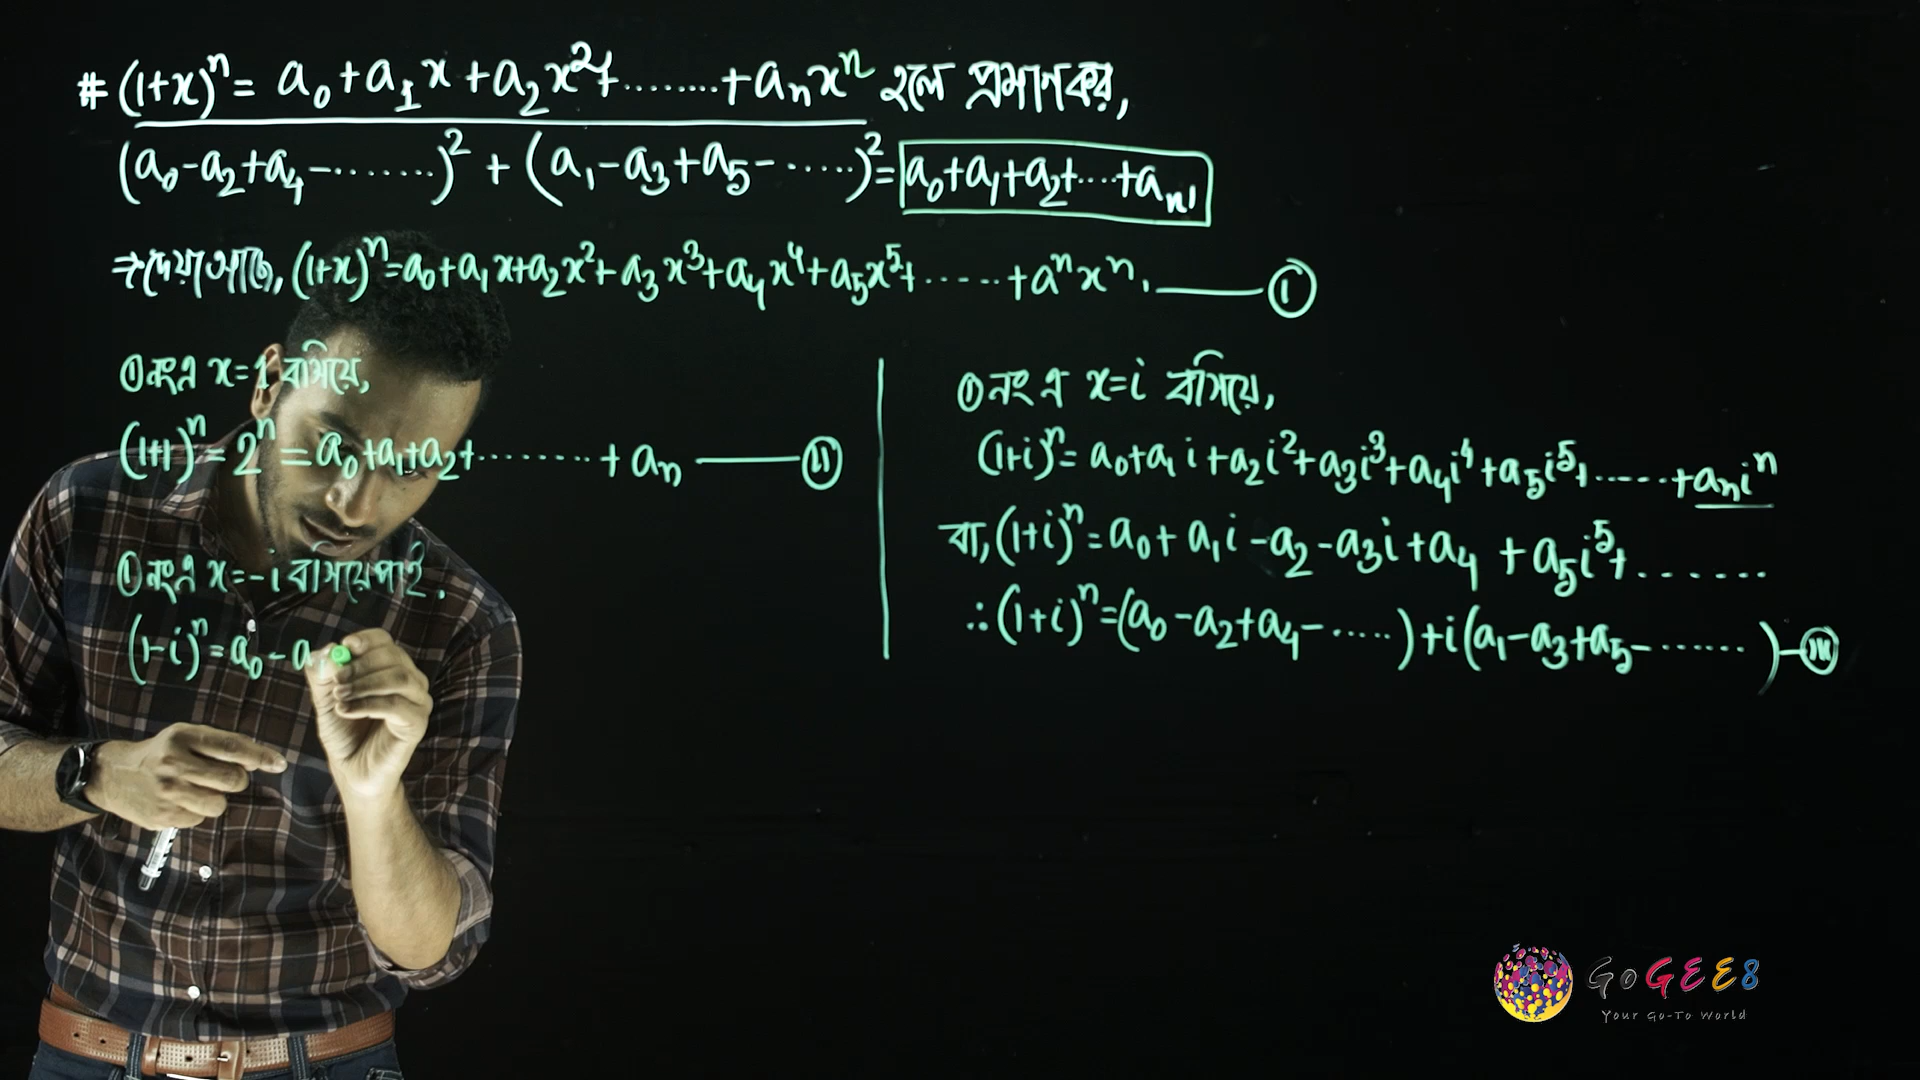 # (1+x)ⁿ = a₀+a₁x+a₂x²+........+aₙxⁿ হলে প্রমাণকর,
(a₀-a₂+a₄-.......)² + (a₁-a₃+a₅-.....)² = a₀+a₁+a₂+....+aₙ,
⇒ দেয়াআছে, (1+x)ⁿ=a₀+a₁x+a₂x²+a₃x³+a₄x⁴+a₅x⁵+......+aⁿxⁿ. ——— Ⓘ
Ⓘ নংএ x=1 বসিয়ে,
(1+1)ⁿ = 2ⁿ = a₀+a₁+a₂+........+ aₙ ——— ⓘⓘ
Ⓘ নংএ x=-i বসিয়েপাই.
(1-i)ⁿ = a₀ - a
Ⓘ নংএ x=i বসিয়ে,
(1+i)ⁿ = a₀+a₁i+a₂i²+a₃i³+a₄i⁴+a₅i⁵+......+aₙiⁿ
বা, (1+i)ⁿ = a₀+a₁i-a₂-a₃i+a₄ +a₅i⁵+.......
∴ (1+i)ⁿ=(a₀-a₂+a₄-.....)+i(a₁-a₃+a₅-.......) — ⓘⓘⓘ
GoGEE8
Your Go-To World